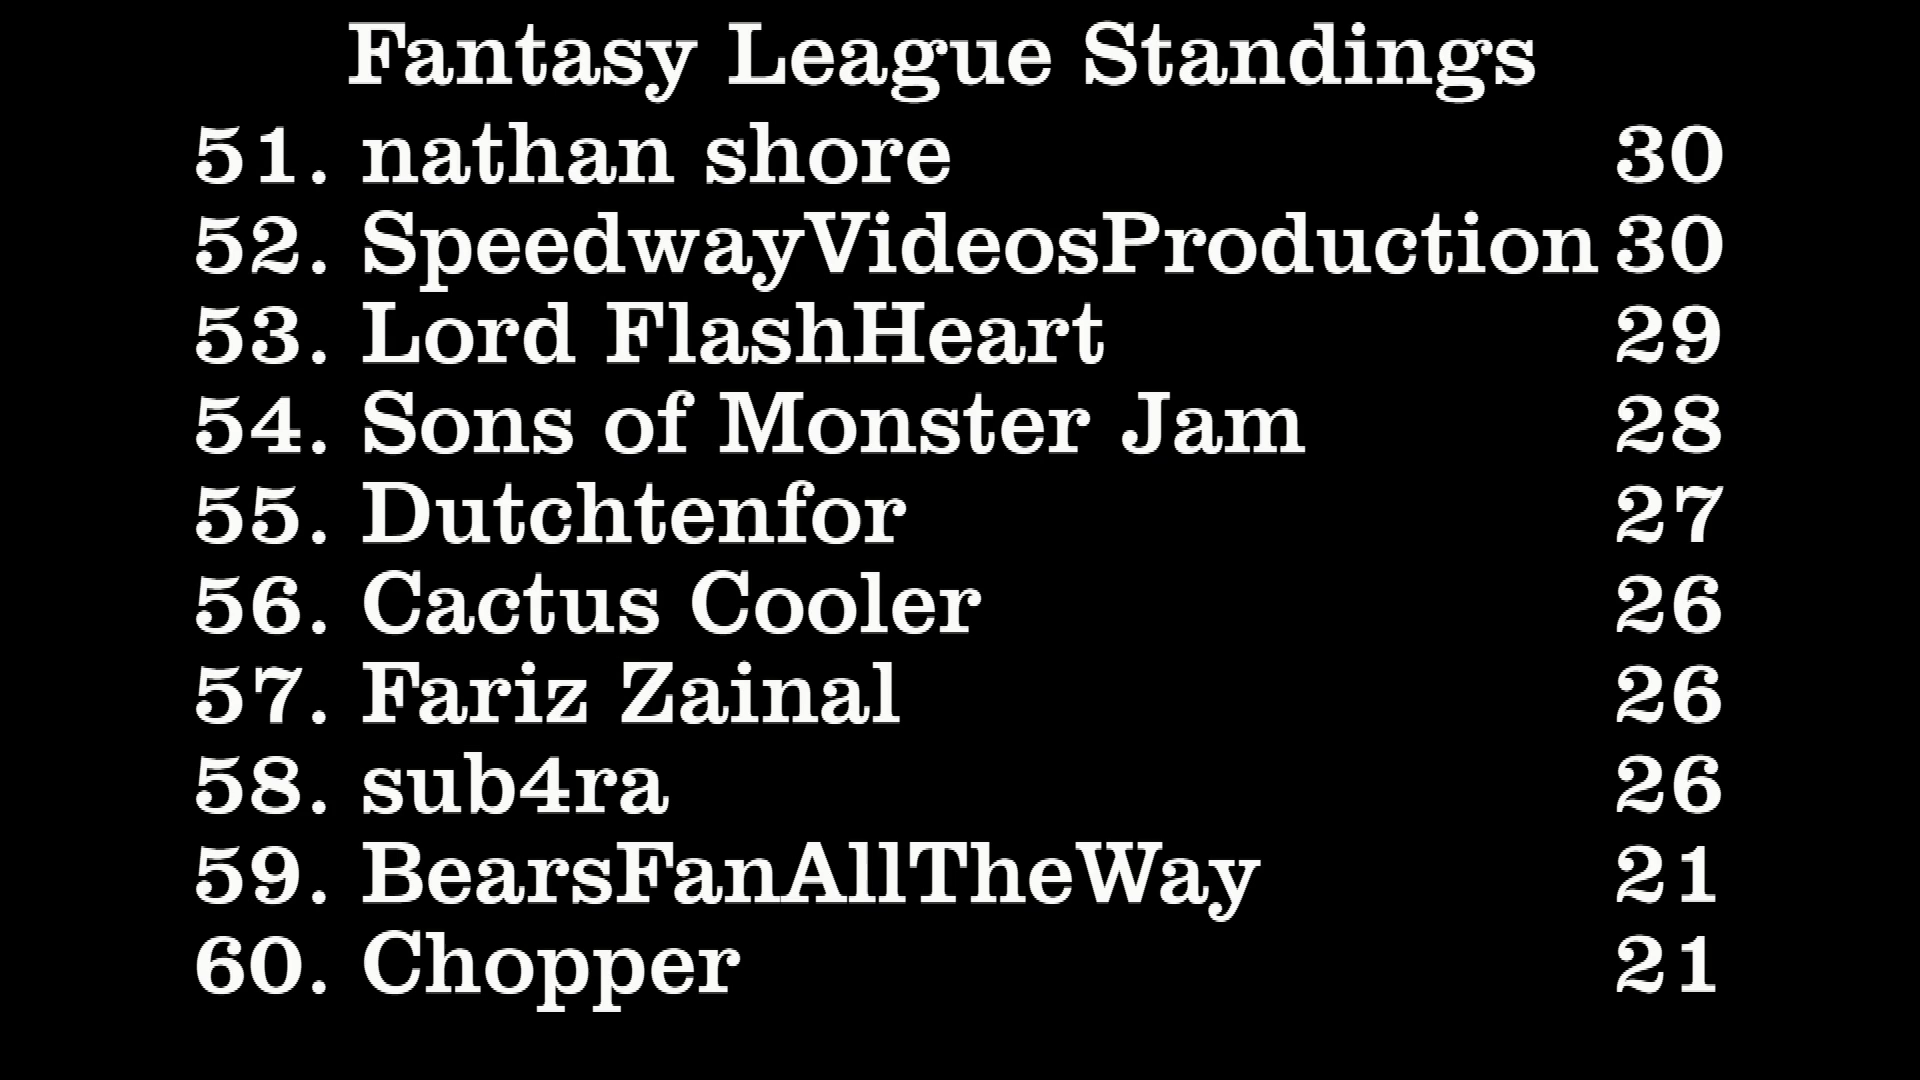 Fantasy League Standings
51. nathan shore 30
52. SpeedwayVideosProduction 30
53. Lord FlashHeart 29
54. Sons of Monster Jam 28
55. Dutchtenfor 27
56. Cactus Cooler 26
57. Fariz Zainal 26
58. sub4ra 26
59. BearsFanAllTheWay 21
60. Chopper 21